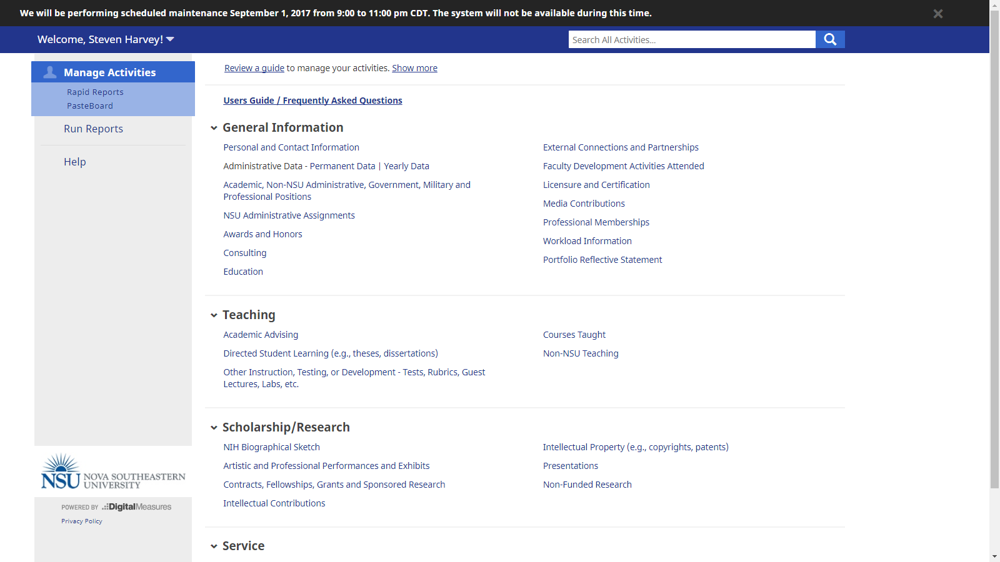 We will be performing scheduled maintenance September 1, 2017 from 9:00 to 11:00 pm CDT. The system will not be available during this time.
Welcome, Steven Harvey!
Search All Activities...
Manage Activities
Rapid Reports
PasteBoard
Run Reports
Help
NSU NOVA SOUTHEASTERN
UNIVERSITY
POWERED BY DigitalMeasures
Privacy Policy
Review a guide to manage your activities. Show more
Users Guide / Frequently Asked Questions
General Information
Personal and Contact Information
Administrative Data - Permanent Data | Yearly Data
Academic, Non-NSU Administrative, Government, Military and
Professional Positions
NSU Administrative Assignments
Awards and Honors
Consulting
Education
External Connections and Partnerships
Faculty Development Activities Attended
Licensure and Certification
Media Contributions
Professional Memberships
Workload Information
Portfolio Reflective Statement
Teaching
Academic Advising
Directed Student Learning (e.g., theses, dissertations)
Other Instruction, Testing, or Development - Tests, Rubrics, Guest
Lectures, Labs, etc.
Courses Taught
Non-NSU Teaching
Scholarship/Research
NIH Biographical Sketch
Artistic and Professional Performances and Exhibits
Contracts, Fellowships, Grants and Sponsored Research
Intellectual Contributions
Intellectual Property (e.g., copyrights, patents)
Presentations
Non-Funded Research
Service